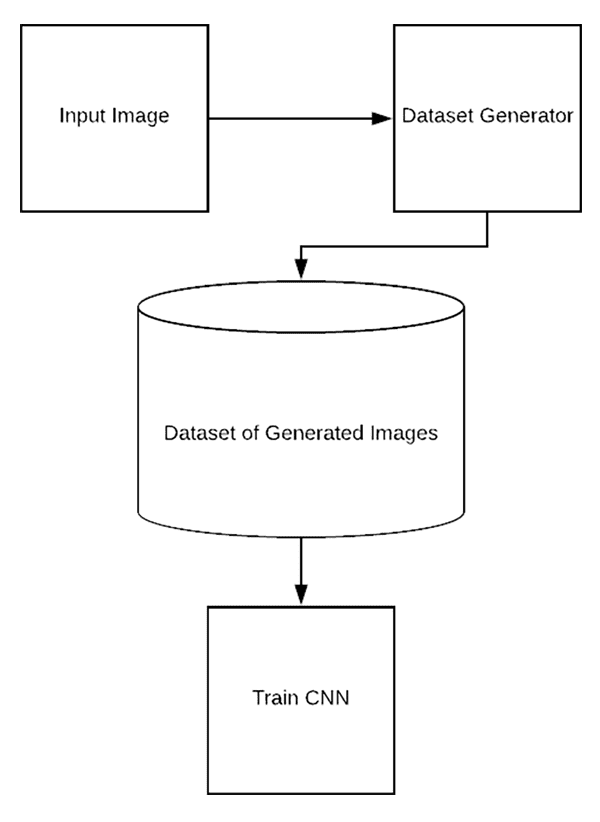 Input Image
Dataset Generator
Dataset of Generated Images
Train CNN